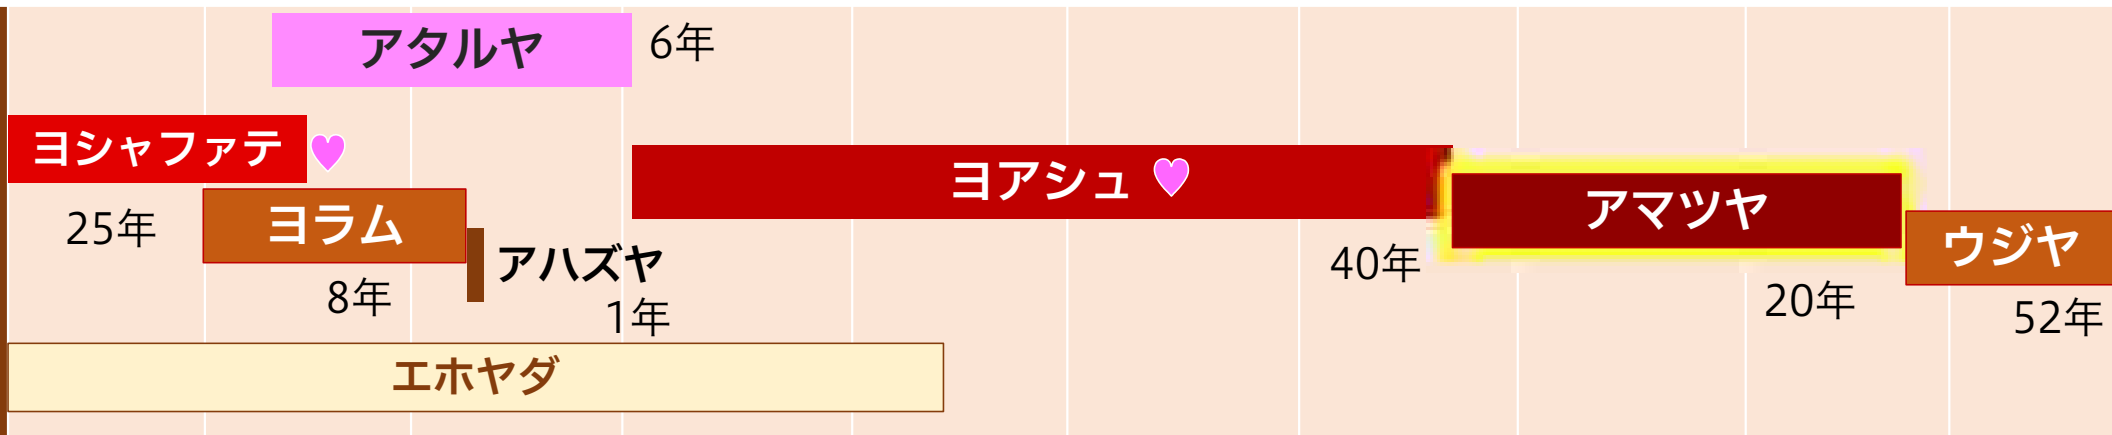 アタルヤ
6年
ヨシャファテ
ヨアシュ
アマツヤ
25年
ヨラム
アハズヤ
ウジヤ
8年
1年
40年
20年
52年
エホヤダ